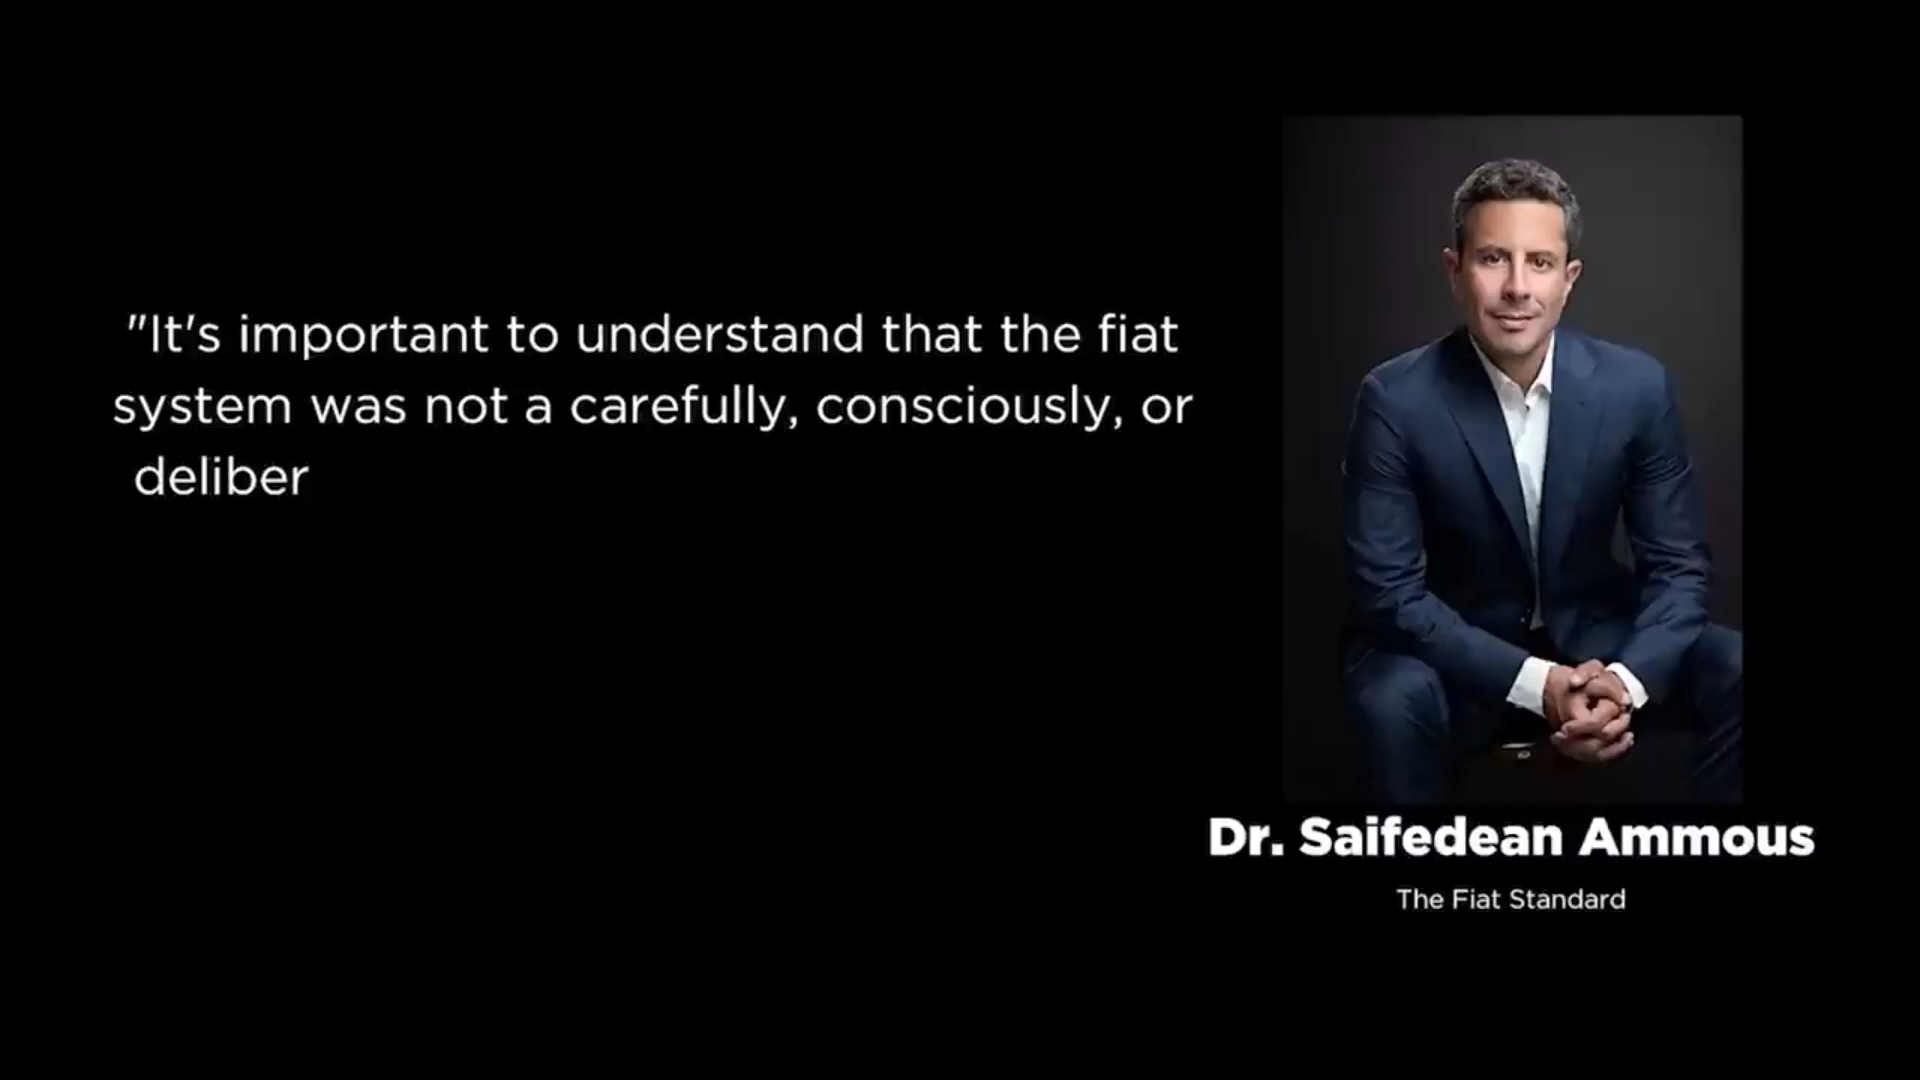 "It's important to understand that the fiat
system was not a carefully, consciously, or
deliber
Dr. Saifedean Ammous
The Fiat Standard